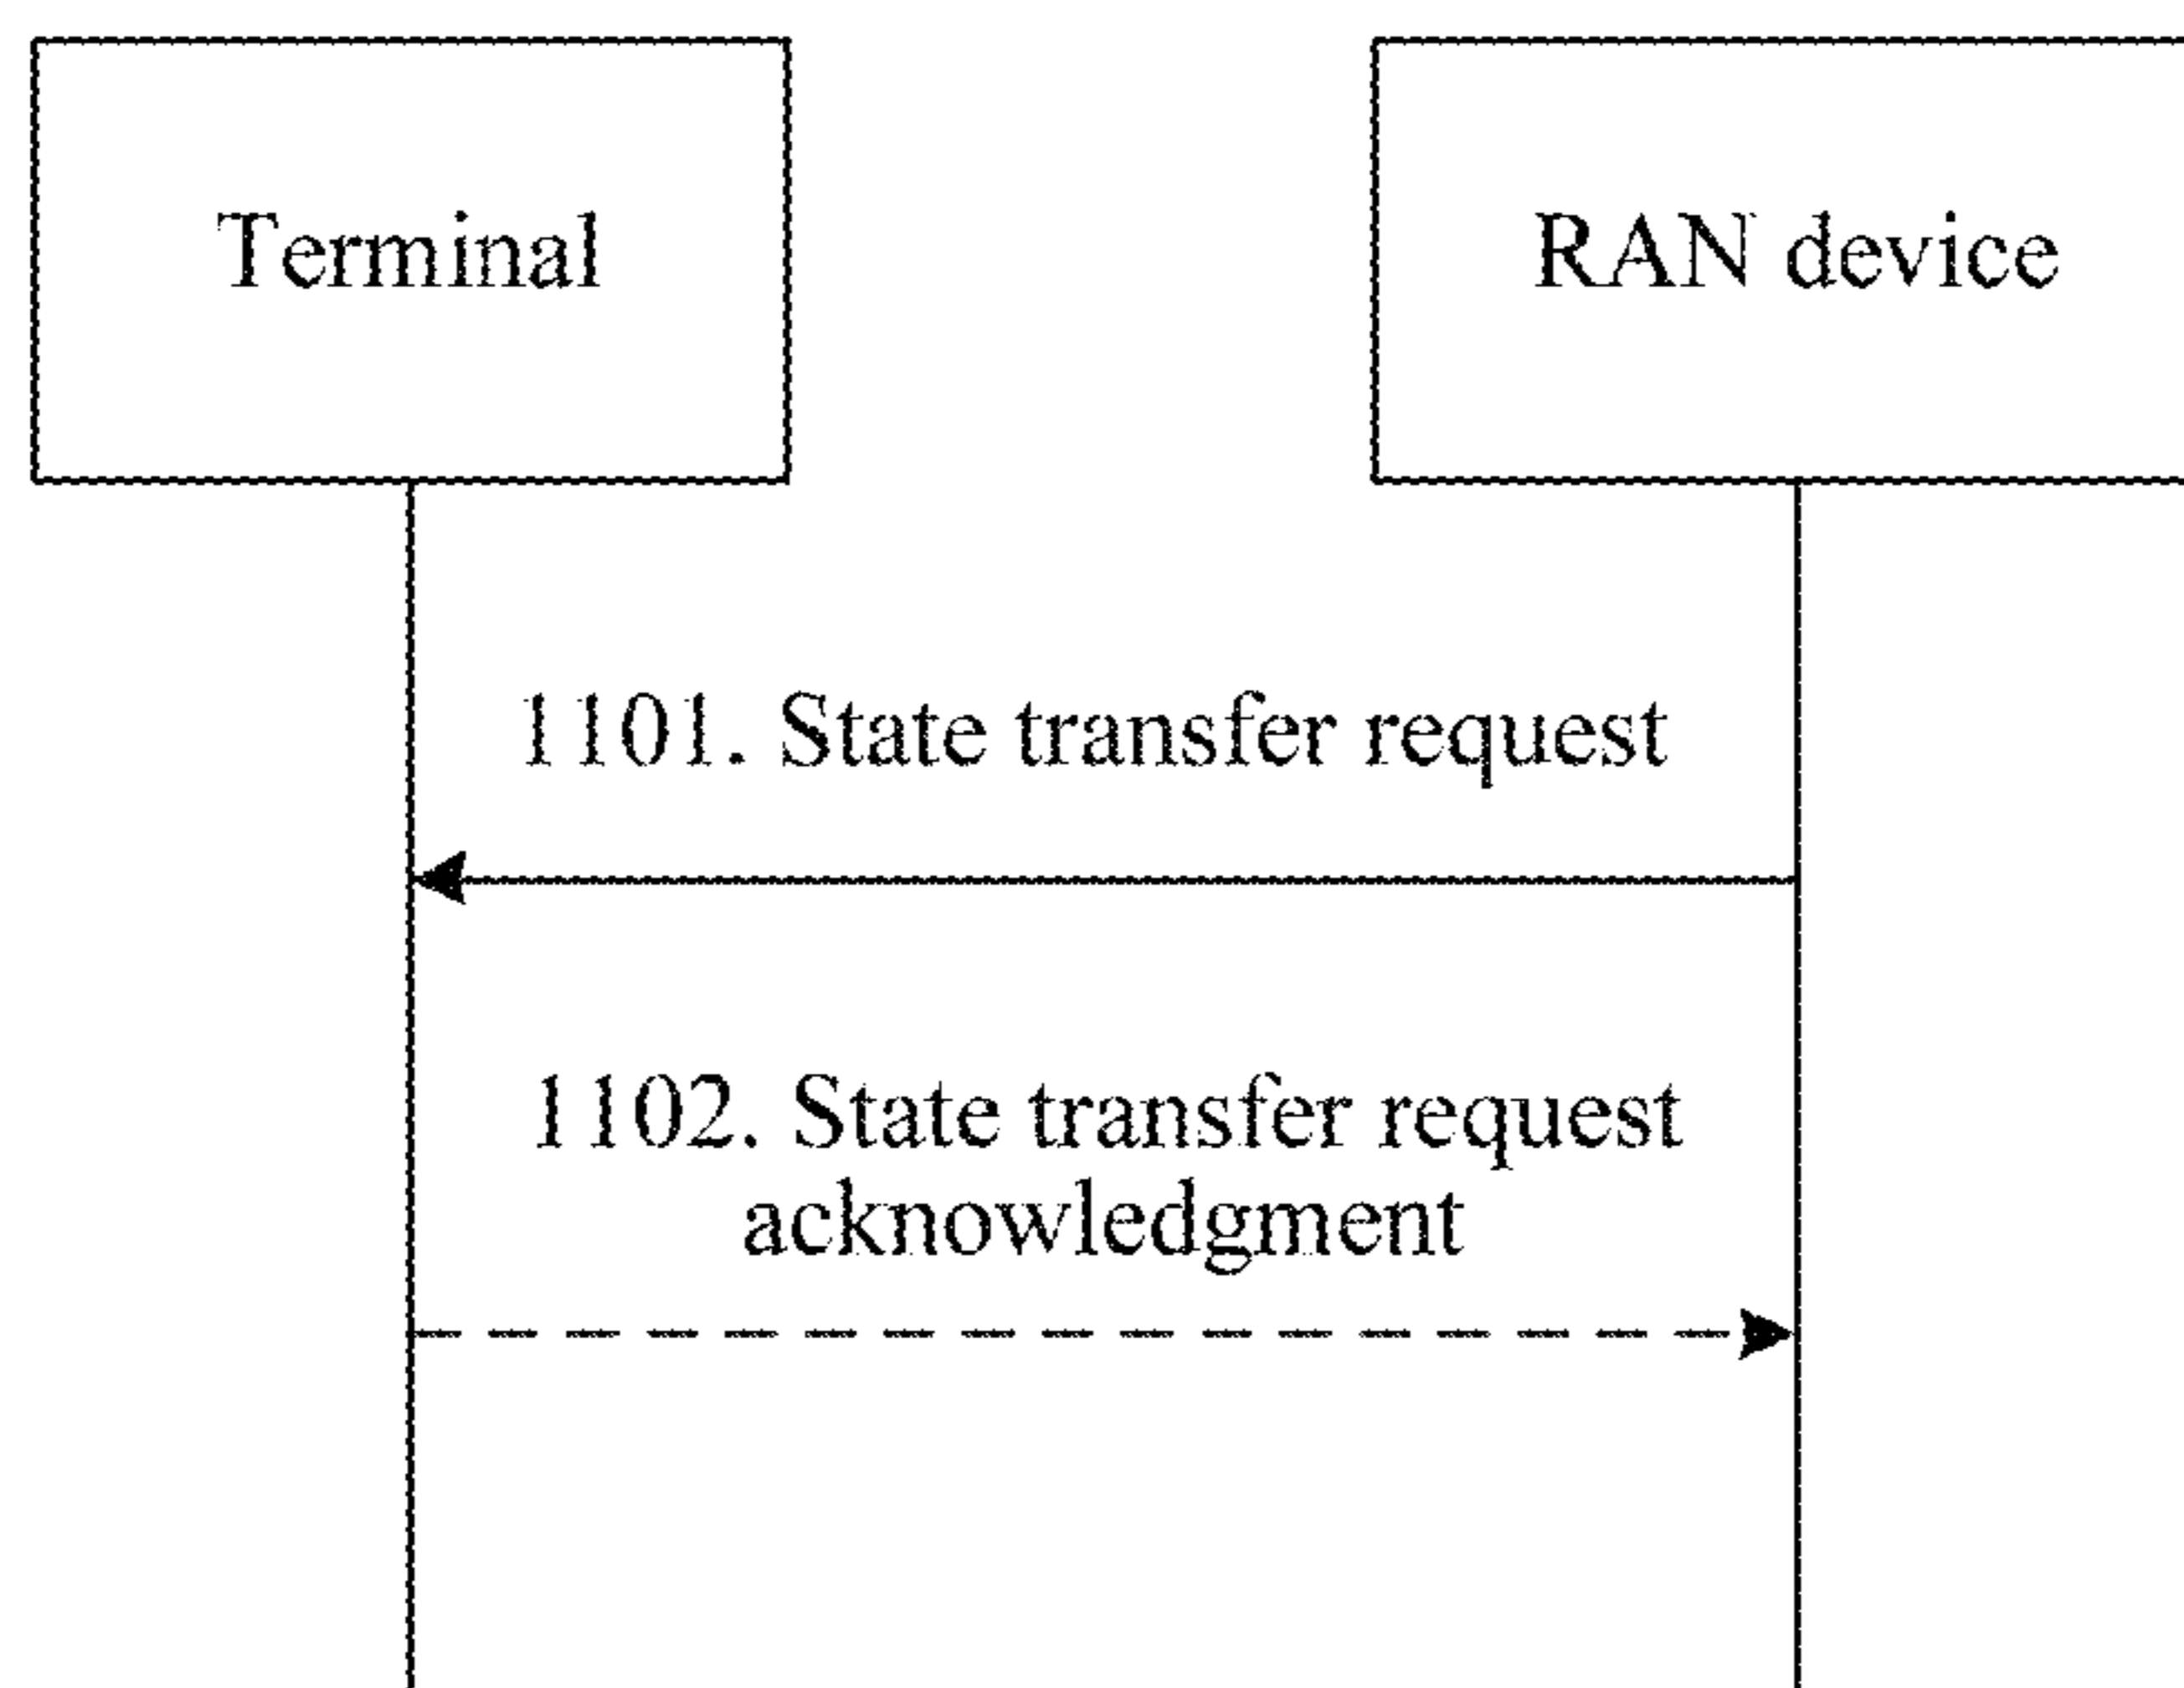 Terminal
RAN device
1101. State transfer request
1102. State transfer request
acknowledgment